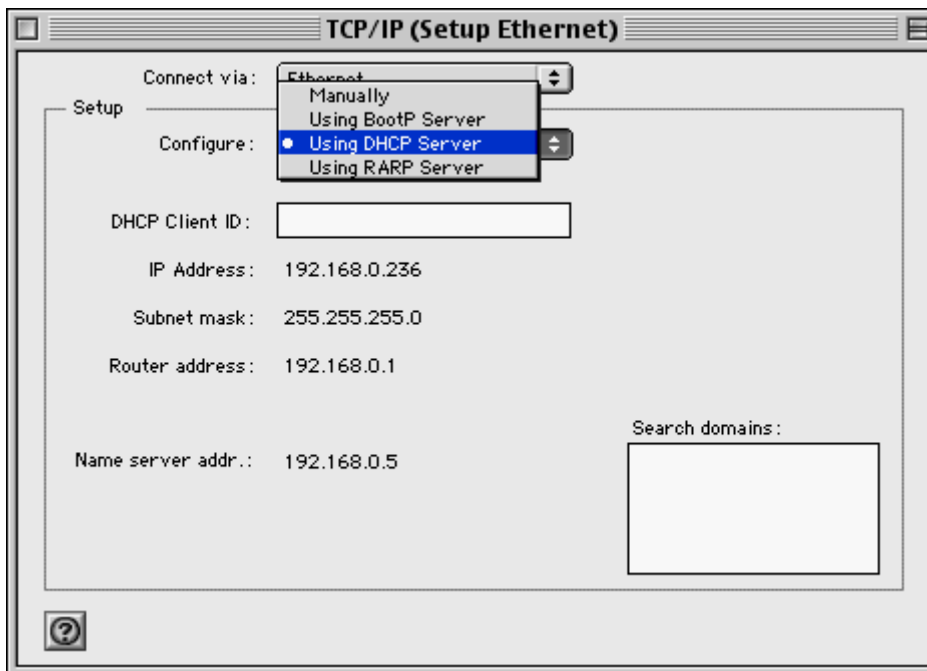 TCP/IP (Setup Ethernet)
Connect via: Ethernet
Setup
Manually
Using BootP Server
Configure: Using DHCP Server
Using RARP Server
DHCP Client ID:
IP Address: 192.168.0.236
Subnet mask: 255.255.255.0
Router address: 192.168.0.1
Search domains:
Name server addr.: 192.168.0.5
?